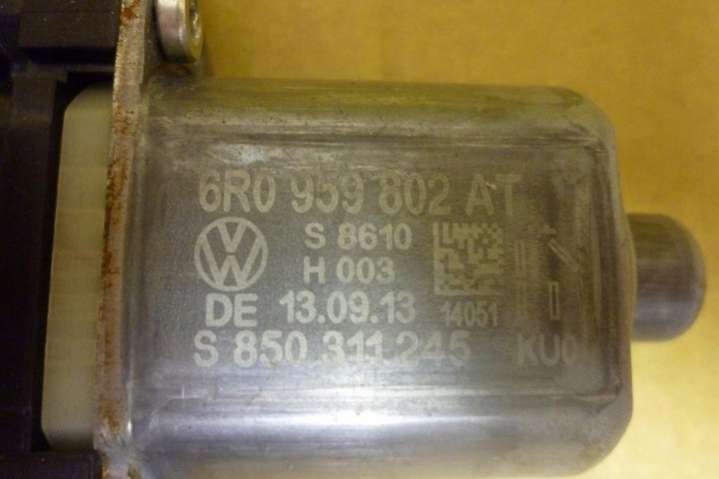 6R0 959 802 AT
S 8610
H 003
DE 13.09.13
14051
S 850 311 245 KU0